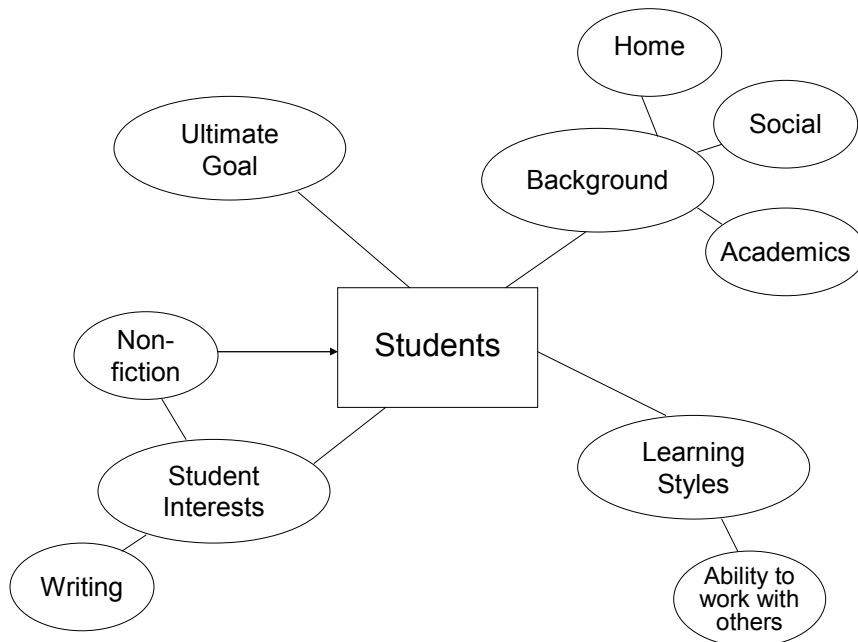 Home
Social
Ultimate
Goal
Background
Academics
Students
Non-
fiction
Student
Interests
Learning
Styles
Writing
Ability to
work with
others